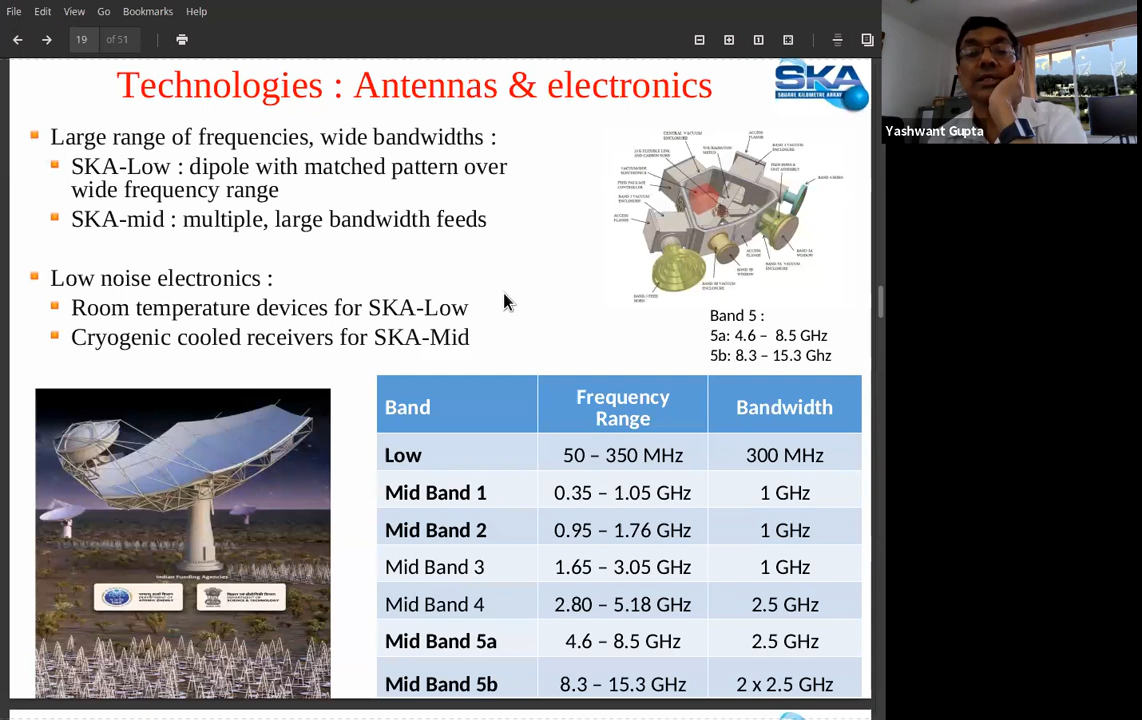 File Edit View Go Bookmarks Help
19 of 51
Technologies : Antennas & electronics
SKA
SQUARE KILOMETRE ARRAY
Yashwant Gupta
Large range of frequencies, wide bandwidths :
SKA-Low : dipole with matched pattern over
wide frequency range
SKA-mid : multiple, large bandwidth feeds
Low noise electronics :
Room temperature devices for SKA-Low
Cryogenic cooled receivers for SKA-Mid
CENTRAL VACUUM
ENCLOSURE
ACCESS
FLANGE
ACCESS
FLANGE
Band 5 :
5a: 4.6 – 8.5 GHz
5b: 8.3 – 15.3 Ghz
Indian Funding Agencies
Band Frequency Range Bandwidth
Low 50 – 350 MHz 300 MHz
Mid Band 1 0.35 – 1.05 GHz 1 GHz
Mid Band 2 0.95 – 1.76 GHz 1 GHz
Mid Band 3 1.65 – 3.05 GHz 1 GHz
Mid Band 4 2.80 – 5.18 GHz 2.5 GHz
Mid Band 5a 4.6 – 8.5 GHz 2.5 GHz
Mid Band 5b 8.3 – 15.3 GHz 2 x 2.5 GHz